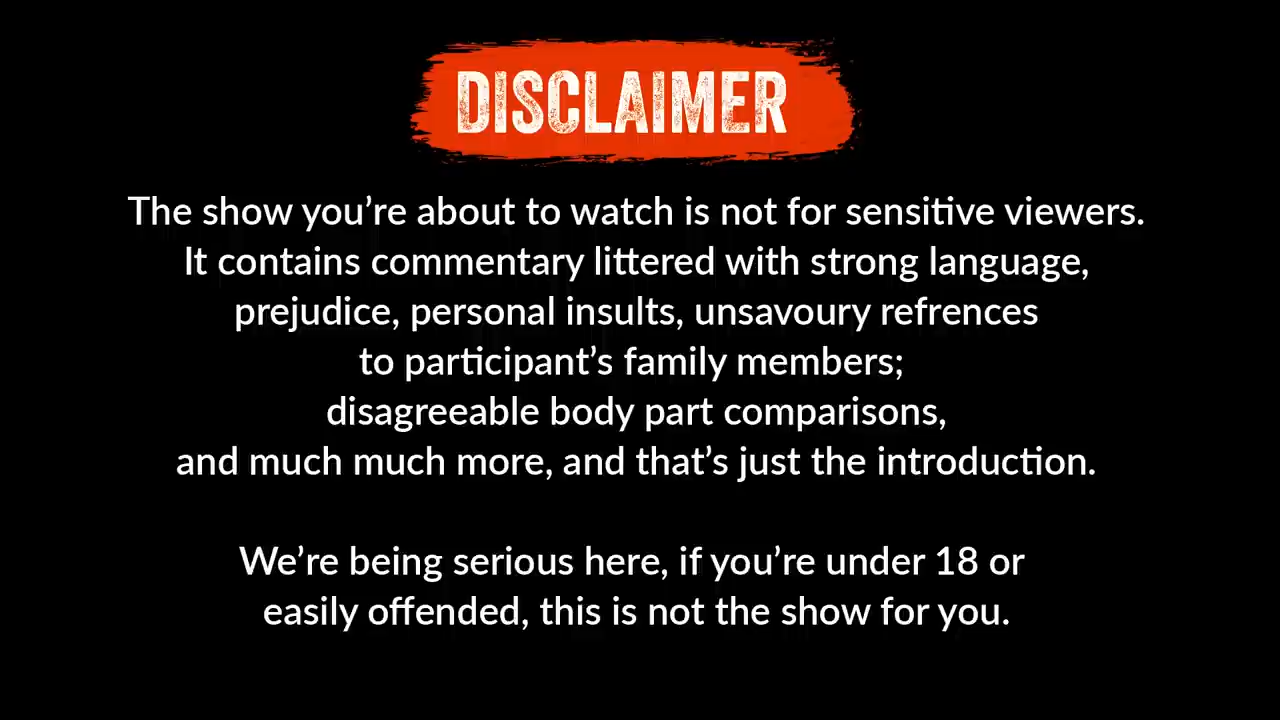 DISCLAIMER
The show you’re about to watch is not for sensitive viewers.
It contains commentary littered with strong language,
prejudice, personal insults, unsavoury refrences
to participant’s family members;
disagreeable body part comparisons,
and much much more, and that’s just the introduction.
We’re being serious here, if you’re under 18 or
easily offended, this is not the show for you.